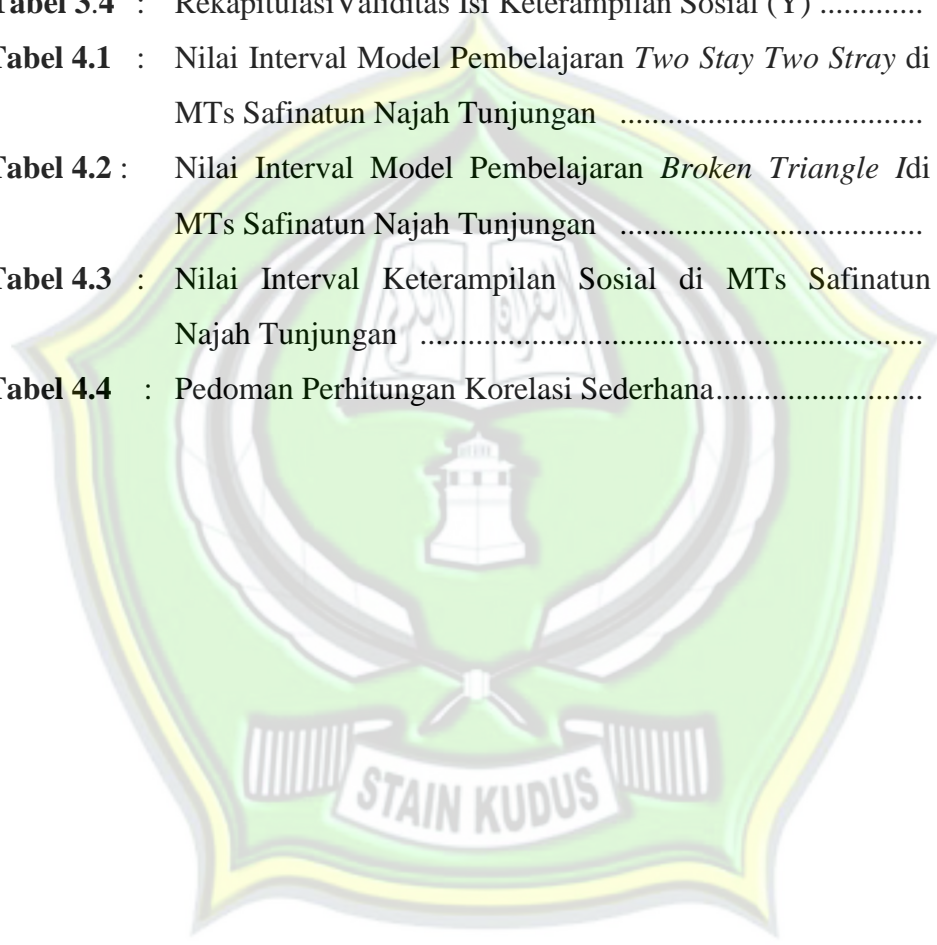 Tabel 3.4 : RekapitulasiValiditas Isi Keterampilan Sosial (Y) .............
Tabel 4.1 : Nilai Interval Model Pembelajaran Two Stay Two Stray di
MTs Safinatun Najah Tunjungan ....................................
Tabel 4.2 : Nilai Interval Model Pembelajaran Broken Triangle Idi
MTs Safinatun Najah Tunjungan ....................................
Tabel 4.3 : Nilai Interval Keterampilan Sosial di MTs Safinatun
Najah Tunjungan ............................................................
Tabel 4.4 : Pedoman Perhitungan Korelasi Sederhana.........................
STAIN KUDUS